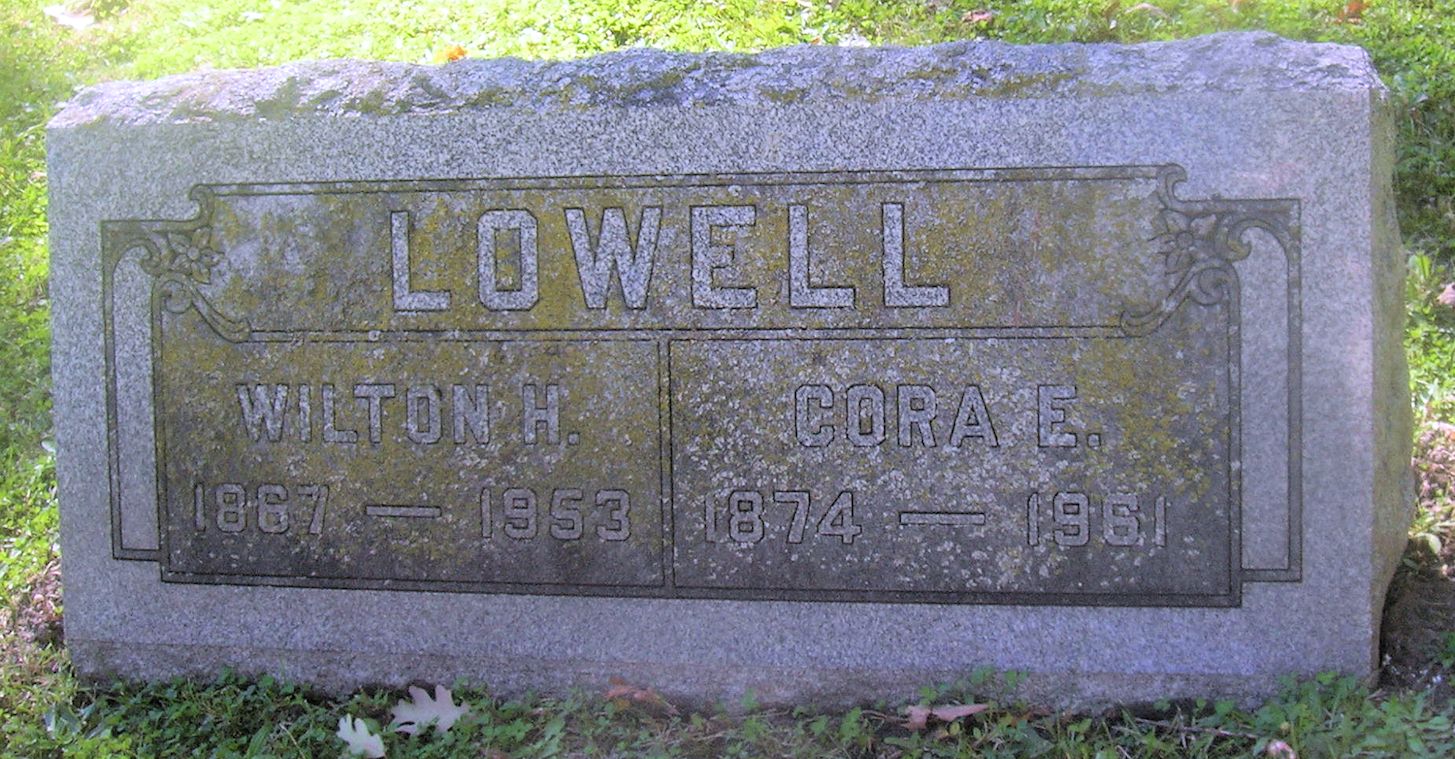 LOWELL
WILTON H.
1867 — 1953
CORA E.
1874 — 1961